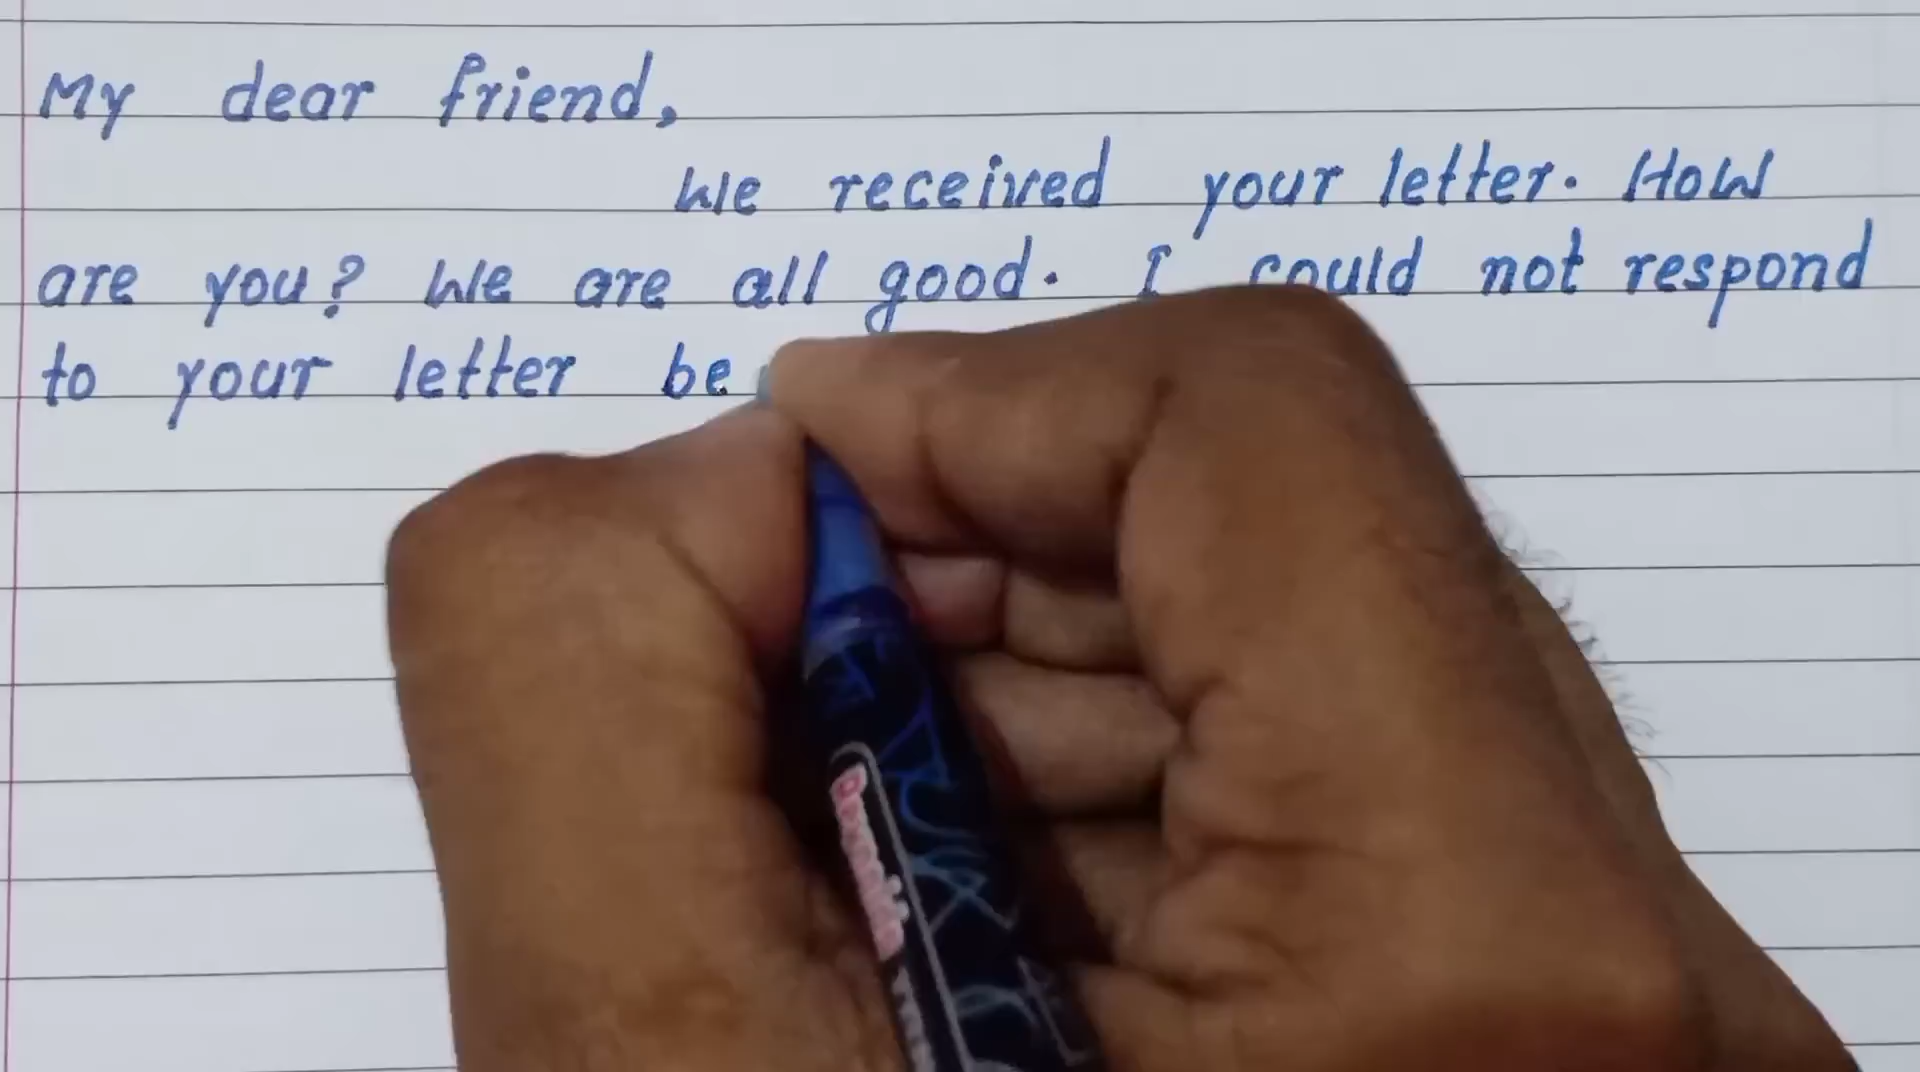 My dear friend,
We received your letter. How
are you? We are all good. I could not respond
to your letter be